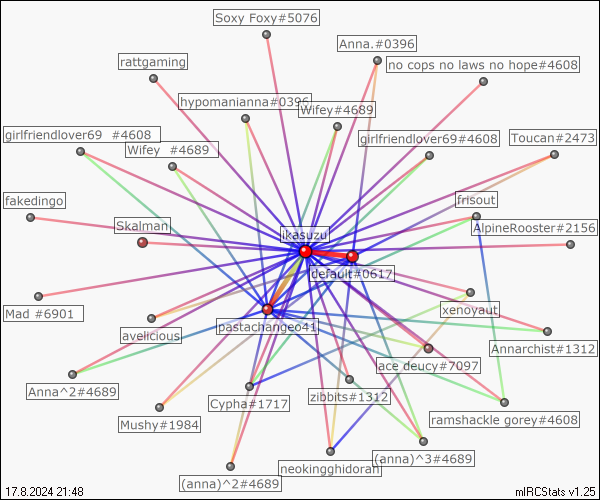 Soxy Foxy#5076
Anna.#0396
rattgaming
no cops no laws no hope#4608
hypomanianna#0396
Wifey#4689
girlfriendlover69 #4608
Wifey #4689
girlfriendlover69#4608
Toucan#2473
fakedingo
frisout
Skalman
ikasuzu
AlpineRooster#2156
default#0617
Mad #6901
pastachangeo41
xenoyaut
avelicious
Annarchist#1312
ace deucy#7097
Anna^2#4689
Cypha#1717
zibbits#1312
Mushy#1984
ramshackle gorey#4608
(anna)^3#4689
neokingghidorah
(anna)^2#4689
17.8.2024 21:48
mIRCStats v1.25